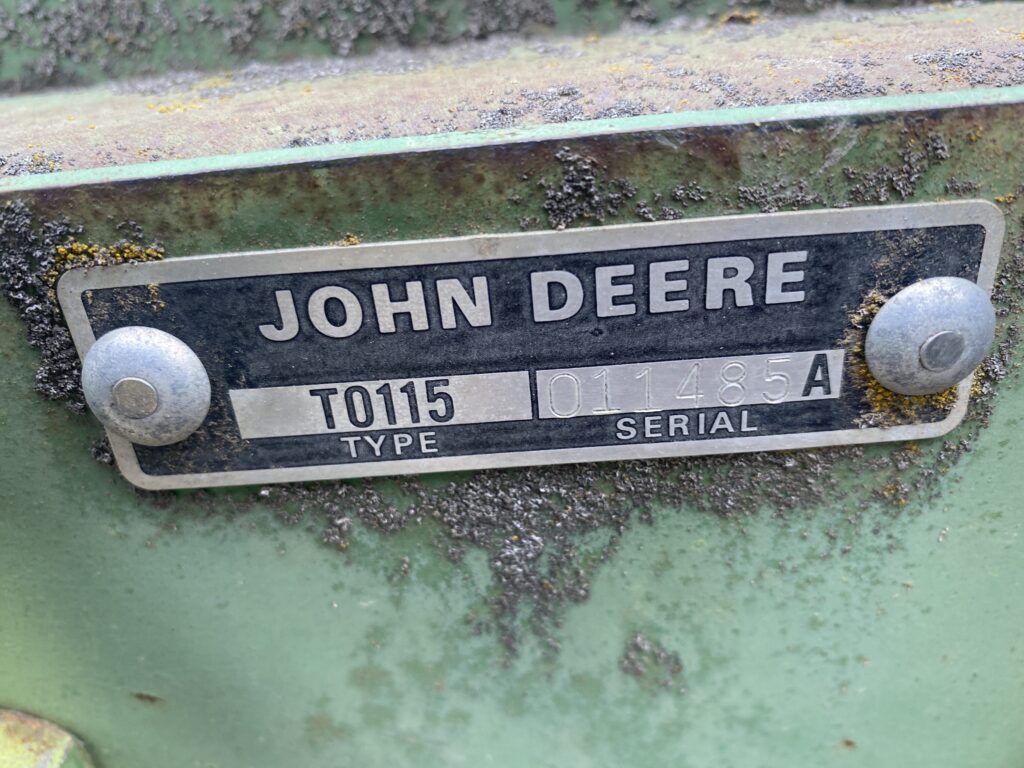 JOHN DEERE
T0115 011485A
TYPE SERIAL